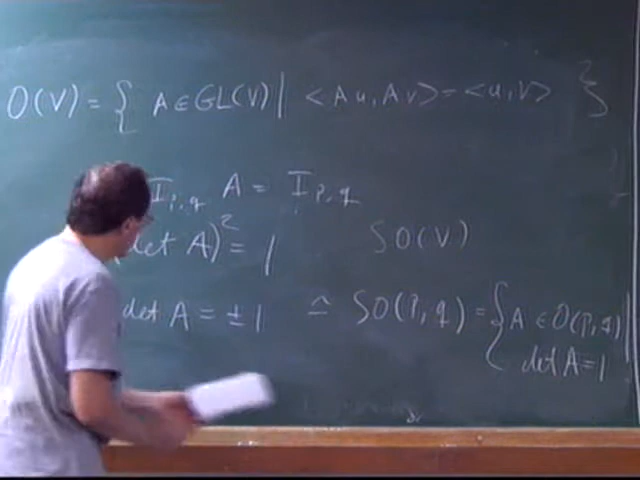 O(V) = { A ∈ GL(V) | <Au, Av> = <u, v> }
I_{p,q} A = I_{p,q}
(det A)^2 = 1 SO(V)
det A = ±1 ≃ SO(p,q) = { A ∈ O(p,q) |
det A = 1